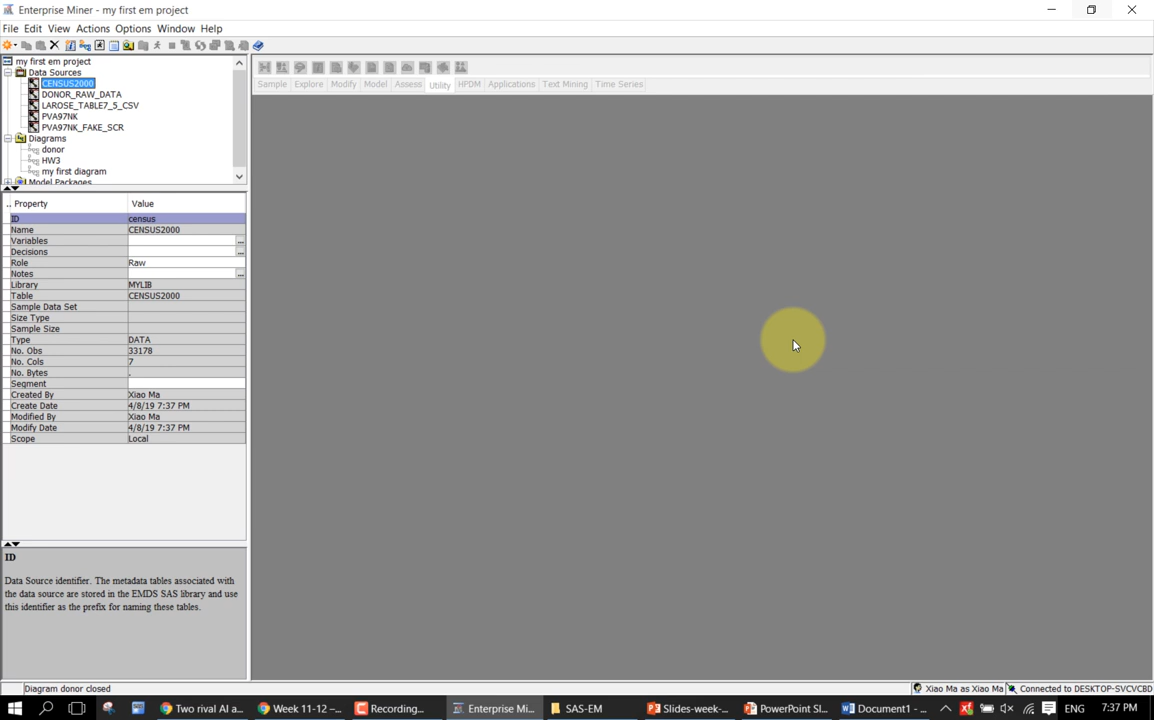 Enterprise Miner - my first em project
File Edit View Actions Options Window Help
my first em project
Data Sources
CENSUS2000
DONOR_RAW_DATA
LAROSE_TABLE7_5_CSV
PVA97NK
PVA97NK_FAKE_SCR
Diagrams
donor
HW3
my first diagram
Model Packages
Sample Explore Modify Model Assess Utility HPDM Applications Text Mining Time Series
.. Property Value
ID census
Name CENSUS2000
Variables ...
Decisions ...
Role Raw
Notes ...
Library MYLIB
Table CENSUS2000
Sample Data Set
Size Type
Sample Size
Type DATA
No. Obs 33178
No. Cols 7
No. Bytes .
Segment
Created By Xiao Ma
Create Date 4/8/19 7:37 PM
Modified By Xiao Ma
Modify Date 4/8/19 7:37 PM
Scope Local
ID
Data Source identifier. The metadata tables associated with
the data source are stored in the EMDS SAS library and use
this identifier as the prefix for naming these tables.
Diagram donor closed Xiao Ma as Xiao Ma Connected to DESKTOP-SVCVCBD
Two rival AI a... Week 11-12 –... Recording... Enterprise Mi... SAS-EM Slides-week-... PowerPoint Sl... Document1 - ... ENG 7:37 PM